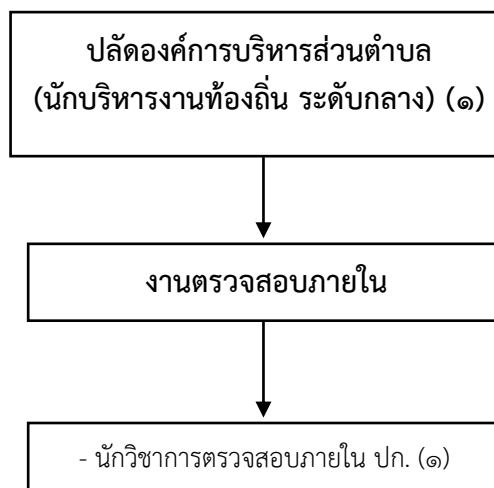 ปลัดองค์การบริหารส่วนตำบล
(นักบริหารงานท้องถิ่น ระดับกลาง) (๑)
งานตรวจสอบภายใน
- นักวิชาการตรวจสอบภายใน ปก. (๑)